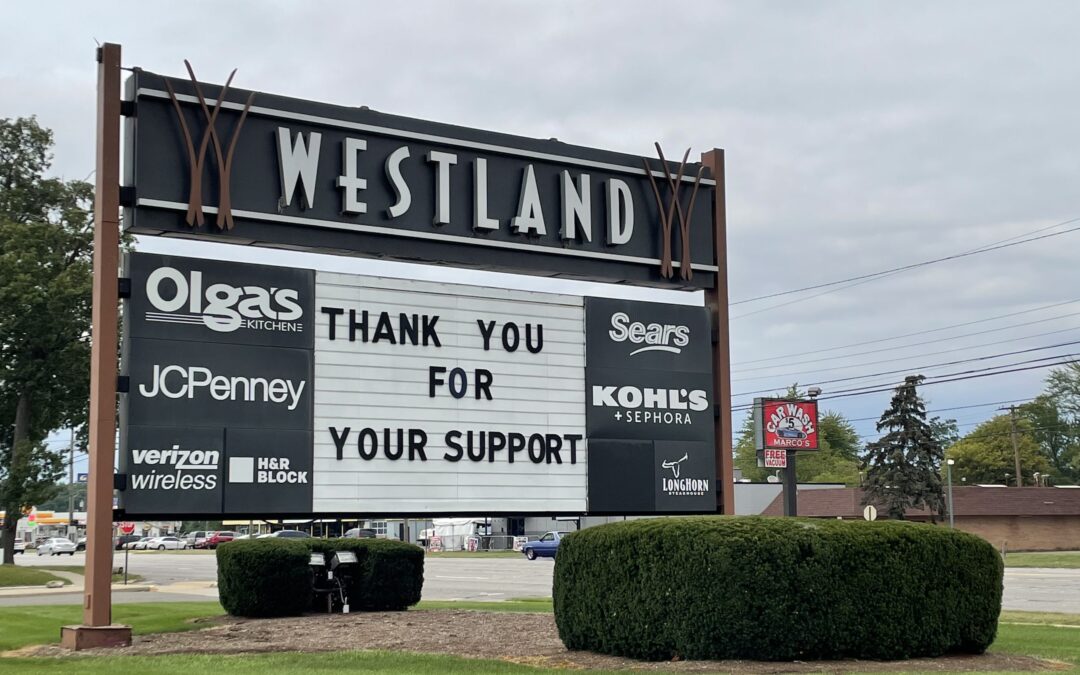 WESTLAND
Olga's
KITCHEN
JCPenney
verizon
wireless
H&R
BLOCK
THANK YOU
FOR
YOUR SUPPORT
Sears
KOHL'S
+SEPHORA
LONGHORN
STEAKHOUSE
CAR WASH
5
MARCO'S
FREE
VACUUM